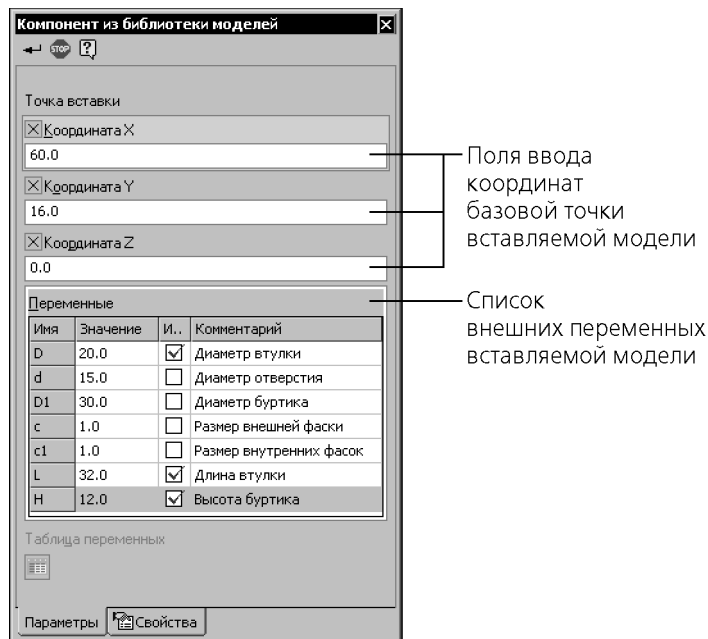 Компонент из библиотеки моделей
STOP
Точка вставки
Координата X
60.0
Координата Y
16.0
Координата Z
0.0
Поля ввода
координат
базовой точки
вставляемой модели
Переменные
Имя Значение И.. Комментарий
D 20.0 Диаметр втулки
d 15.0 Диаметр отверстия
D1 30.0 Диаметр буртика
c 1.0 Размер внешней фаски
c1 1.0 Размер внутренних фасок
L 32.0 Длина втулки
H 12.0 Высота буртика
Список
внешних переменных
вставляемой модели
Таблица переменных
Параметры Свойства